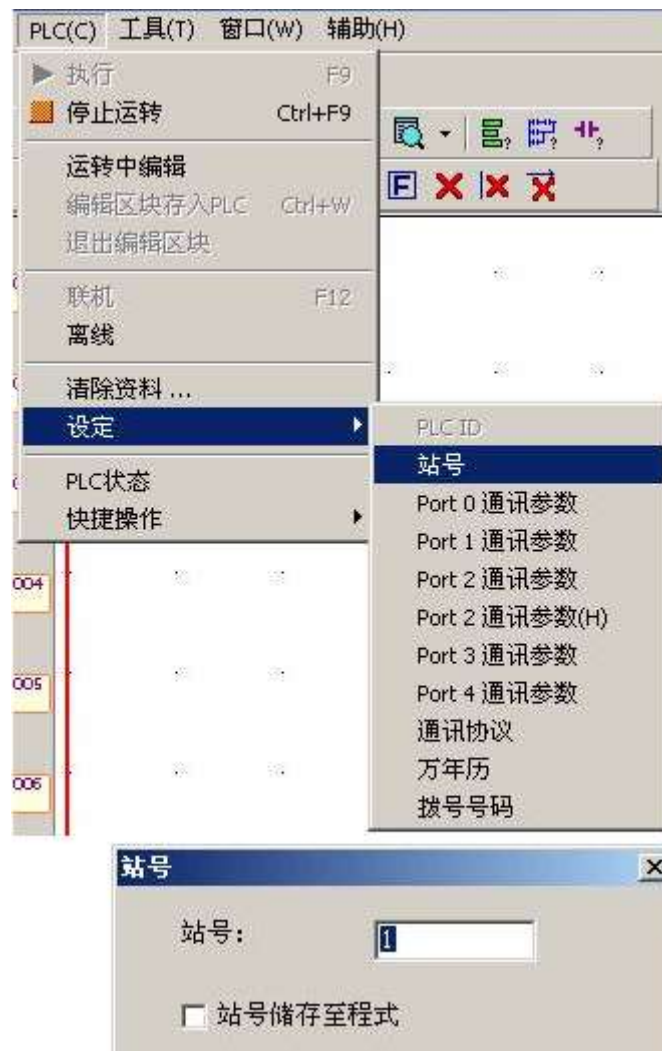 PLC(C) 工具(T) 窗口(W) 辅助(H)
执行 F9
停止运转 Ctrl+F9
运转中编辑
编辑区块存入PLC Ctrl+W
退出编辑区块
联机 F12
离线
清除资料 ...
设定
PLC状态
快捷操作
PLC ID
站号
Port 0 通讯参数
Port 1 通讯参数
Port 2 通讯参数
Port 2 通讯参数(H)
Port 3 通讯参数
Port 4 通讯参数
通讯协议
万年历
拨号号码
004
005
006
站号
站号： 1
站号储存至程式